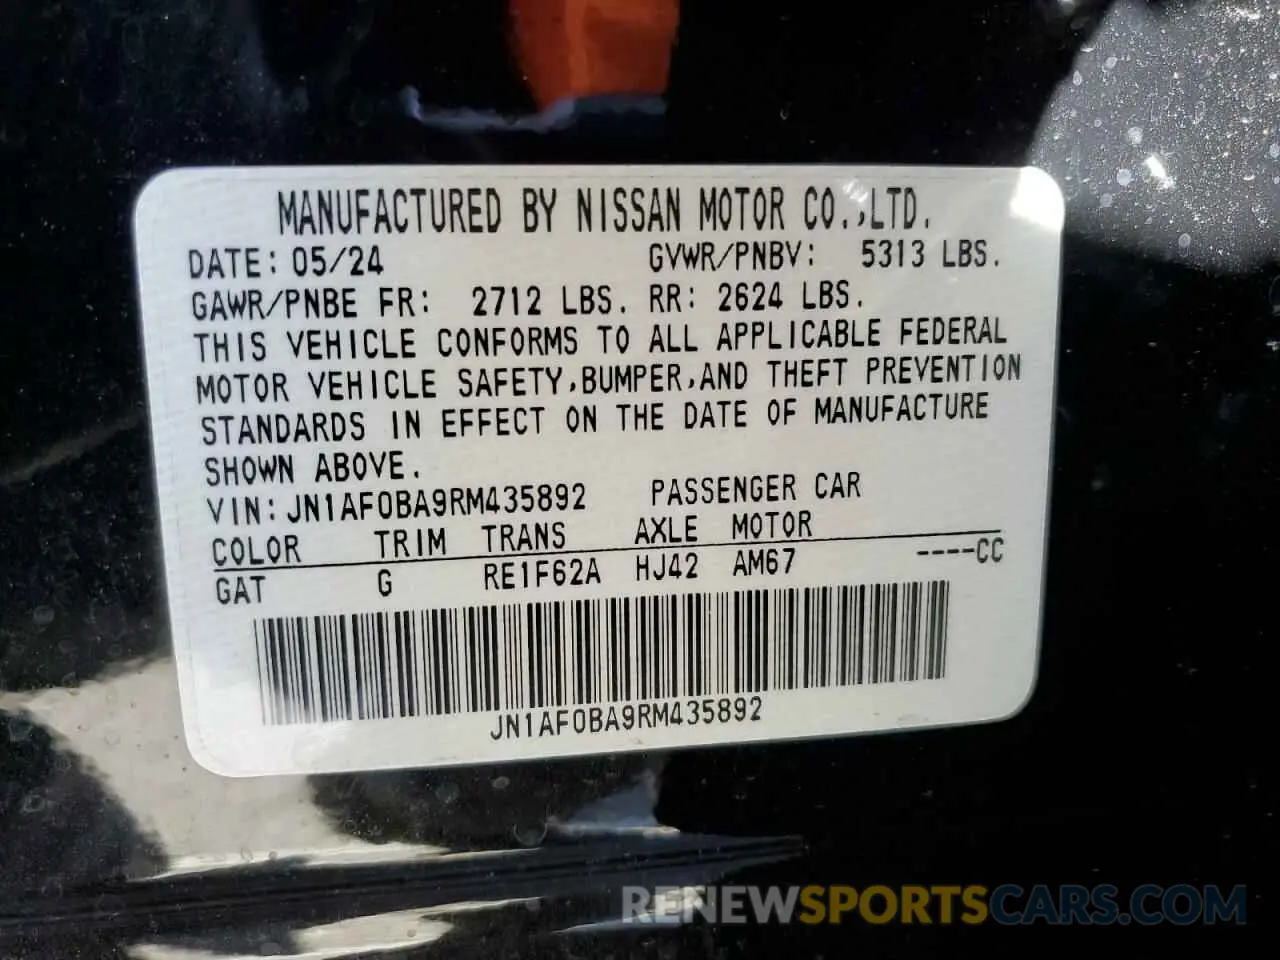 MANUFACTURED BY NISSAN MOTOR CO.,LTD.
DATE: 05/24 GVWR/PNBV: 5313 LBS.
GAWR/PNBE FR: 2712 LBS. RR: 2624 LBS.
THIS VEHICLE CONFORMS TO ALL APPLICABLE FEDERAL
MOTOR VEHICLE SAFETY,BUMPER,AND THEFT PREVENTION
STANDARDS IN EFFECT ON THE DATE OF MANUFACTURE
SHOWN ABOVE.
VIN: JN1AF0BA9RM435892 PASSENGER CAR
COLOR TRIM TRANS AXLE MOTOR
GAT G RE1F62A HJ42 AM67 ----CC
JN1AF0BA9RM435892
RENEWSPORTSCARS.COM